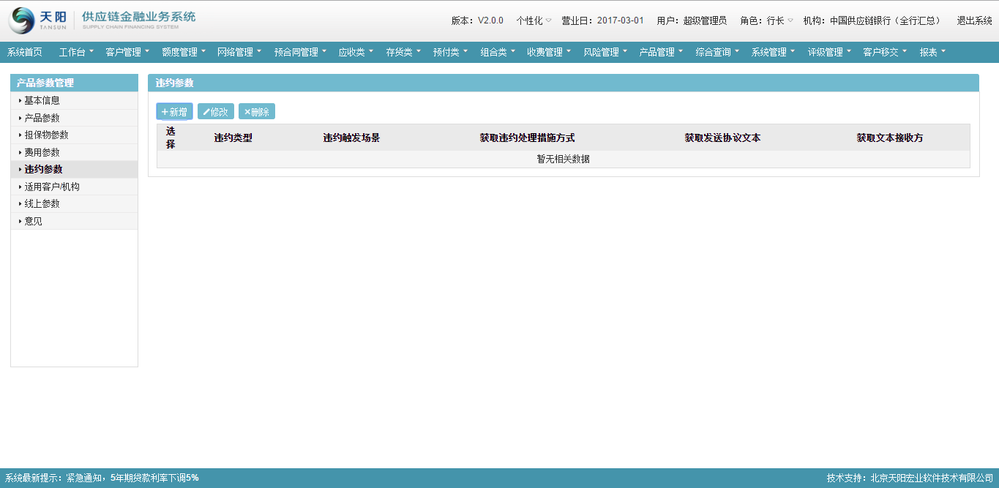 天阳 TANSUN 供应链金融业务系统 SUPPLY CHAIN FINANCING SYSTEM
版本：V2.0.0 个性化 营业日：2017-03-01 用户：超级管理员 角色：行长 机构：中国供应链银行（全行汇总） 退出系统
系统首页 工作台 客户管理 额度管理 网络管理 预合同管理 应收类 存货类 预付类 组合类 收费管理 风险管理 产品管理 综合查询 系统管理 评级管理 客户移交 报表
产品参数管理
基本信息
产品参数
担保物参数
费用参数
违约参数
适用客户/机构
线上参数
意见
违约参数
+新增 修改 ×删除
选择 违约类型 违约触发场景 获取违约处理措施方式 获取发送协议文本 获取文本接收方
暂无相关数据
系统最新提示：紧急通知，5年期贷款利率下调5% 技术支持：北京天阳宏业软件技术有限公司